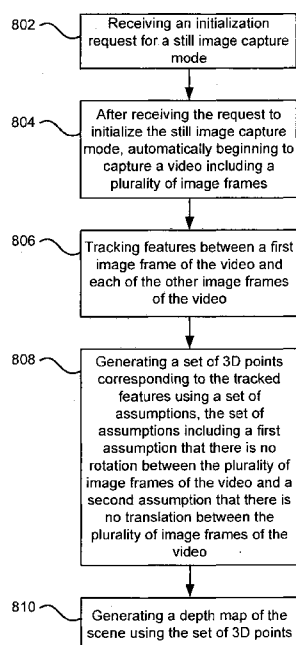 802
Receiving an initialization
request for a still image capture
mode
804
After receiving the request to
initialize the still image capture
mode, automatically beginning to
capture a video including a
plurality of image frames
806
Tracking features between a first
image frame of the video and
each of the other image frames
of the video
808
Generating a set of 3D points
corresponding to the tracked
features using a set of
assumptions, the set of
assumptions including a first
assumption that there is no
rotation between the plurality of
image frames of the video and a
second assumption that there is
no translation between the
plurality of image frames of the
video
810
Generating a depth map of the
scene using the set of 3D points